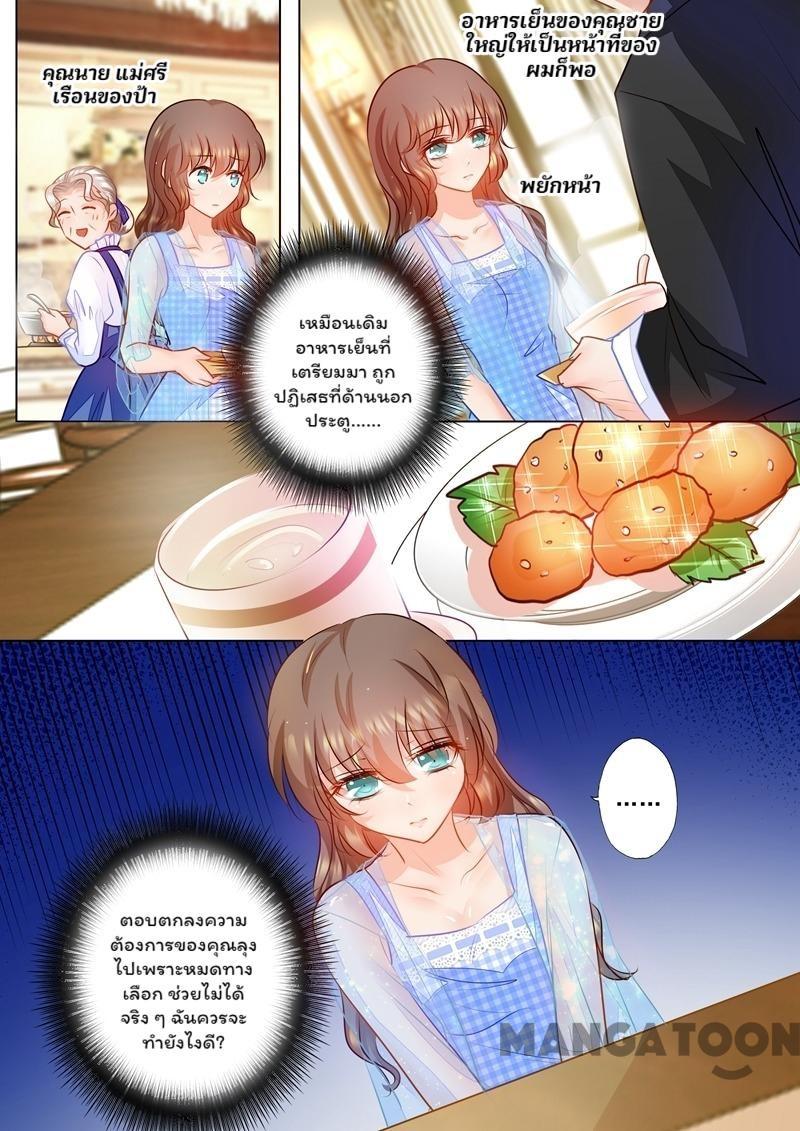 คุณนาย แม่ศรี
เรือนของป้า
อาหารเย็นของคุณชาย
ใหญ่ให้เป็นหน้าที่ของ
ผมก็พอ
พยักหน้า
เหมือนเดิม
อาหารเย็นที่
เตรียมมา ถูก
ปฏิเสธที่ด้านนอก
ประตู......
......
ตอบตกลงความ
ต้องการของคุณลุง
ไปเพราะหมดทาง
เลือก ช่วยไม่ได้
จริง ๆ ฉันควรจะ
ทำยังไงดี?
MANGATOON